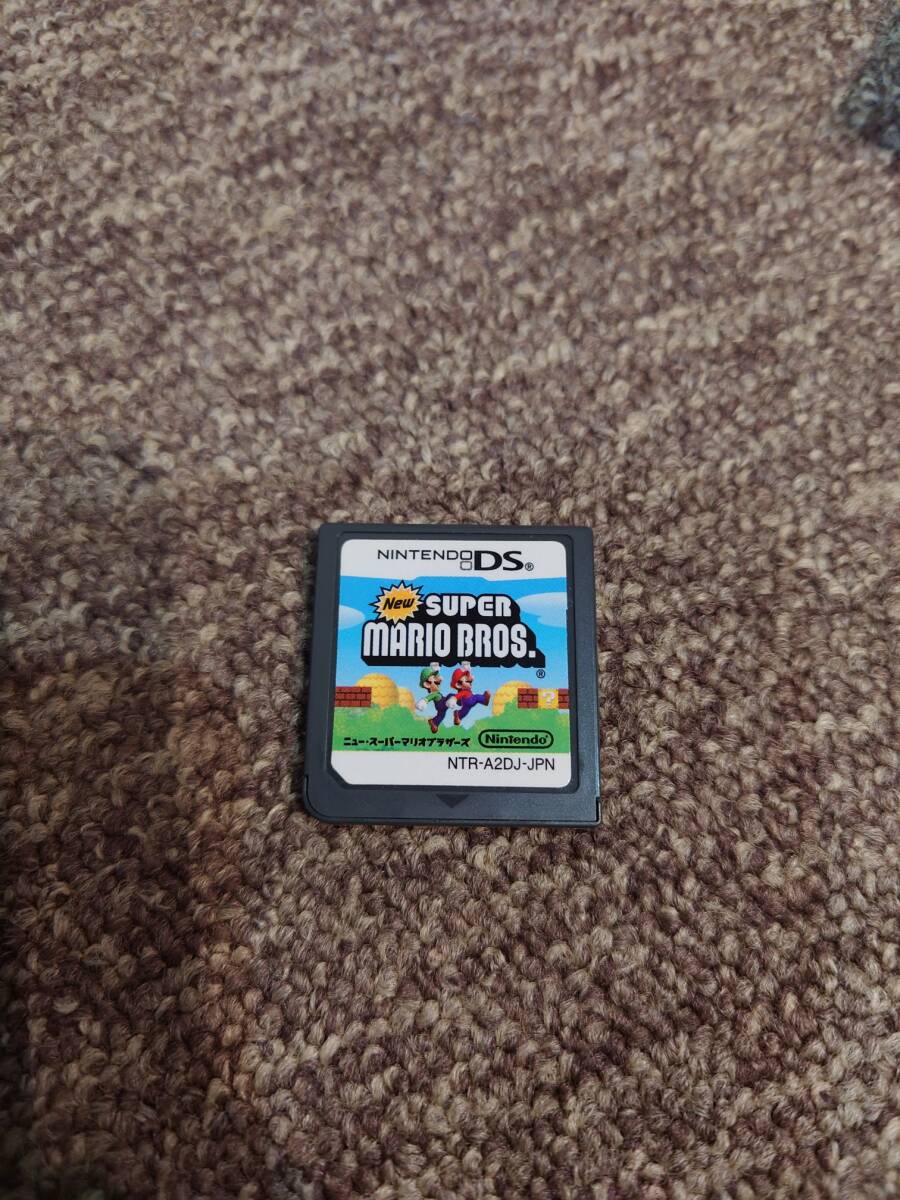 NINTENDO DS®
New SUPER
MARIO BROS.
®
?
ニュー・スーパーマリオブラザーズ
Nintendo®
NTR-A2DJ-JPN